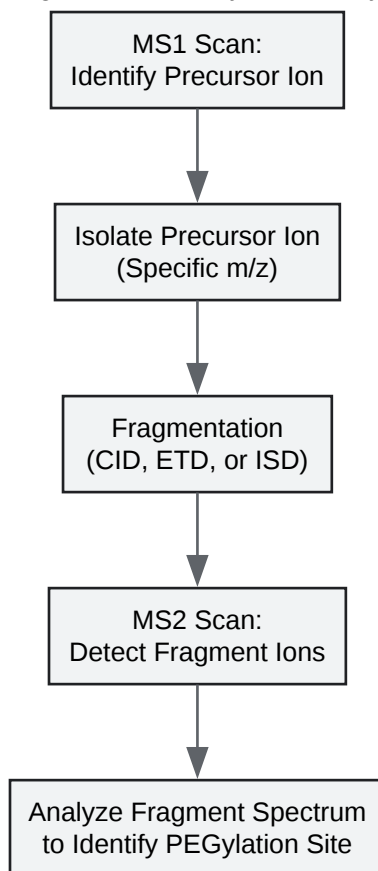 MS1 Scan:
Identify Precursor Ion
Isolate Precursor Ion
(Specific m/z)
Fragmentation
(CID, ETD, or ISD)
MS2 Scan:
Detect Fragment Ions
Analyze Fragment Spectrum
to Identify PEGylation Site